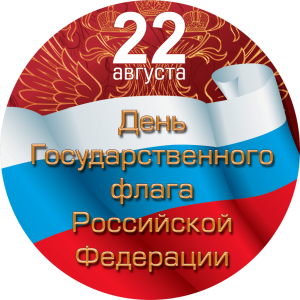 22
августа
День
Государственного
флага
Российской
Федерации